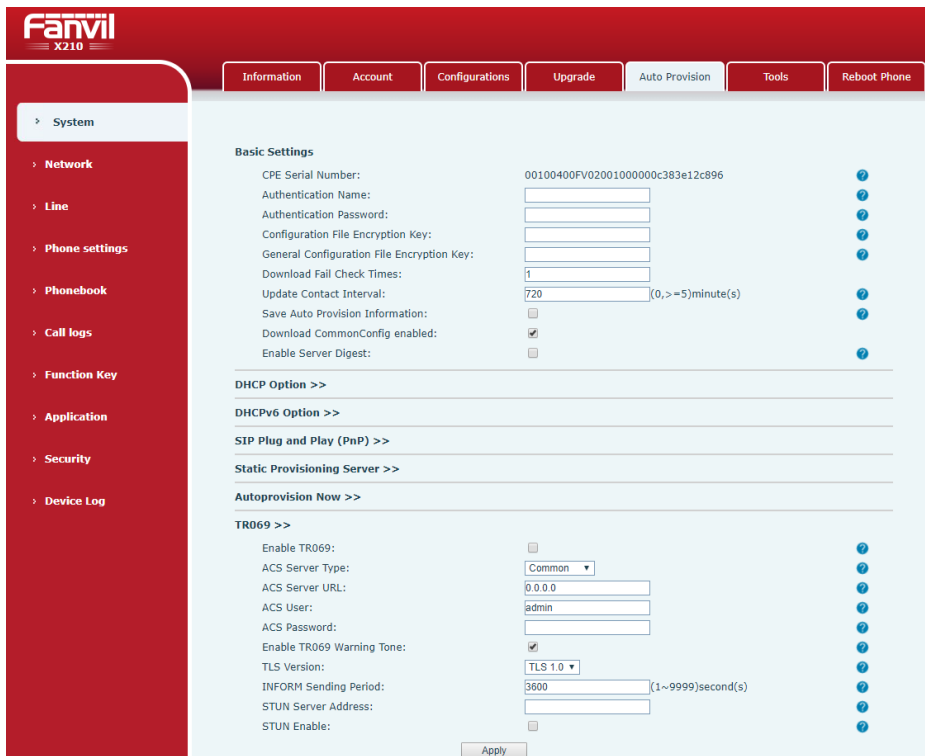 Fanvil
X210
Information Account Configurations Upgrade Auto Provision Tools Reboot Phone
› System
› Network
› Line
› Phone settings
› Phonebook
› Call logs
› Function Key
› Application
› Security
› Device Log
Basic Settings
CPE Serial Number: 00100400FV02001000000c383e12c896 ?
Authentication Name: ?
Authentication Password: ?
Configuration File Encryption Key: ?
General Configuration File Encryption Key: ?
Download Fail Check Times: 1
Update Contact Interval: 720 (0,>=5)minute(s) ?
Save Auto Provision Information: ?
Download CommonConfig enabled:
Enable Server Digest: ?
DHCP Option >>
DHCPv6 Option >>
SIP Plug and Play (PnP) >>
Static Provisioning Server >>
Autoprovision Now >>
TR069 >>
Enable TR069: ?
ACS Server Type: Common ?
ACS Server URL: 0.0.0.0 ?
ACS User: admin ?
ACS Password: ?
Enable TR069 Warning Tone: ?
TLS Version: TLS 1.0 ?
INFORM Sending Period: 3600 (1~9999)second(s) ?
STUN Server Address: ?
STUN Enable: ?
Apply